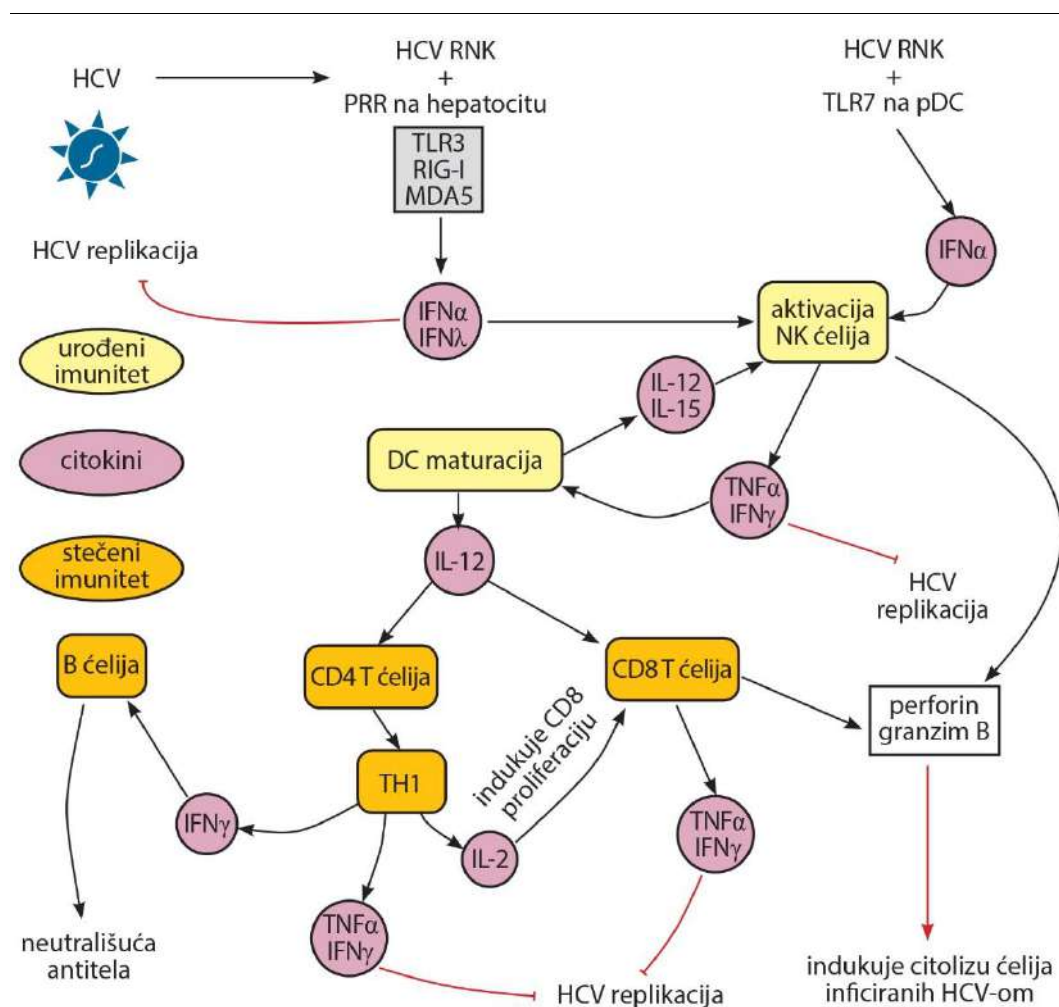 HCV
HCV RNK
+
PRR na hepatocitu
TLR3
RIG-I
MDA5
HCV RNK
+
TLR7 na pDC
HCV replikacija
IFNα
IFNλ
IFNα
aktivacija
NK ćelija
urođeni
imunitet
IL-12
IL-15
citokini
DC maturacija
TNFα
IFNγ
stečeni
imunitet
IL-12
HCV
replikacija
B ćelija
CD4 T ćelija
CD8 T ćelija
perforin
granzim B
indukuje CD8
proliferaciju
TH1
IFNγ
IL-2
TNFα
IFNγ
TNFα
IFNγ
neutrališuća
antitela
HCV replikacija
indukuje citolizu ćelija
inficiranih HCV-om